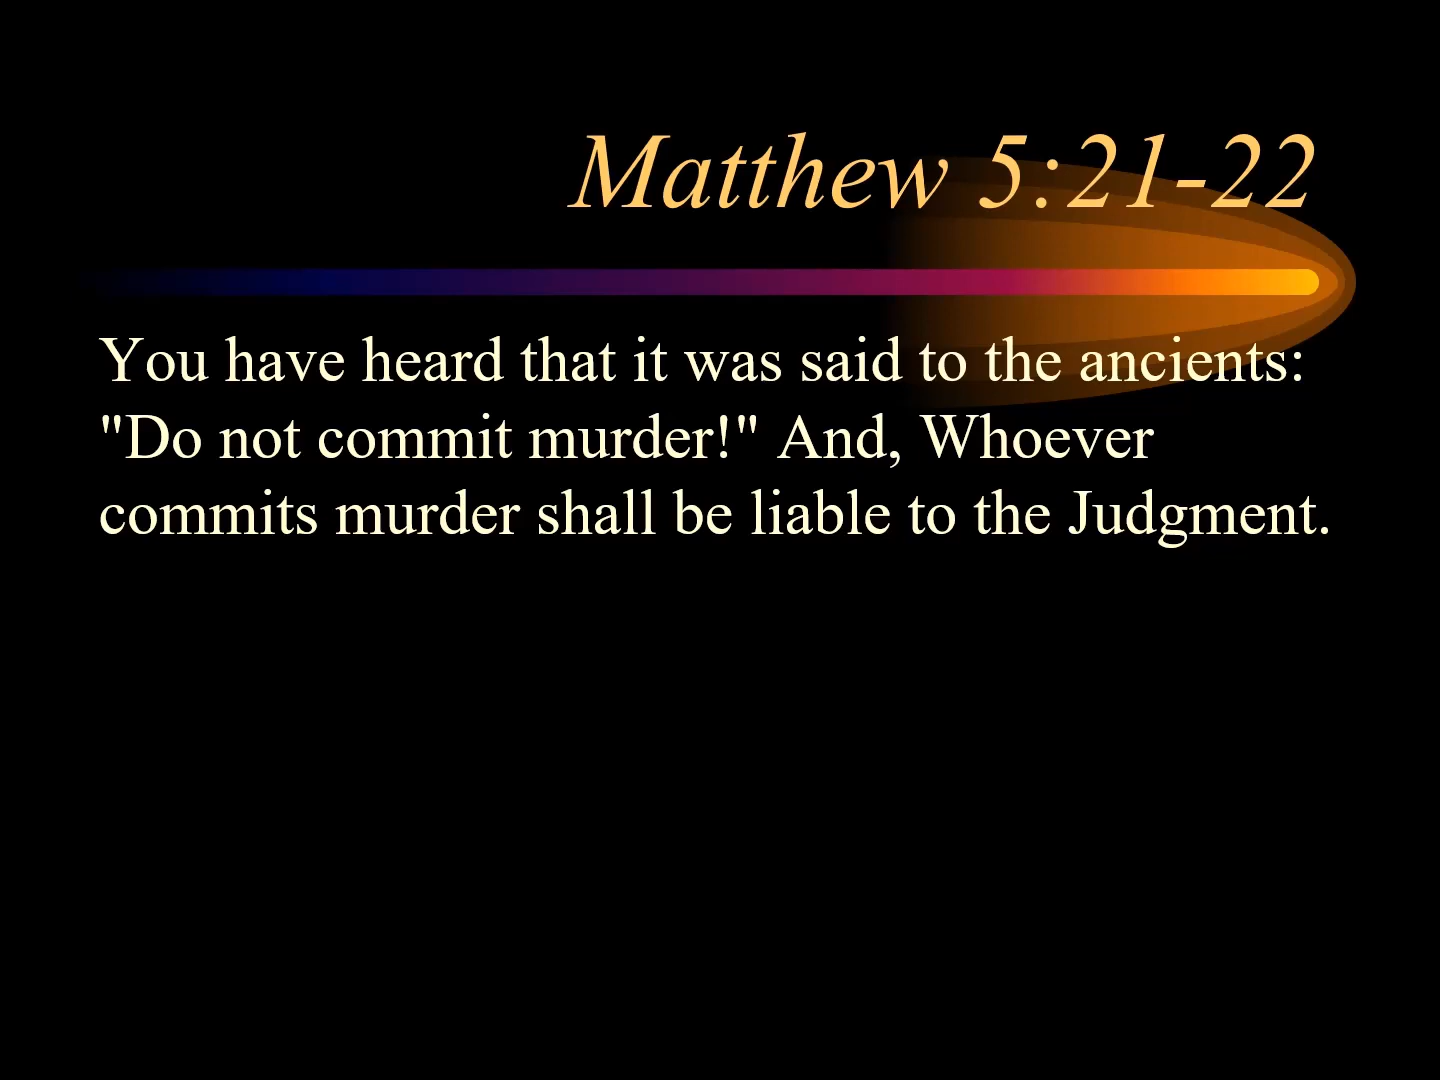 Matthew 5:21-22
You have heard that it was said to the ancients:
"Do not commit murder!" And, Whoever
commits murder shall be liable to the Judgment.